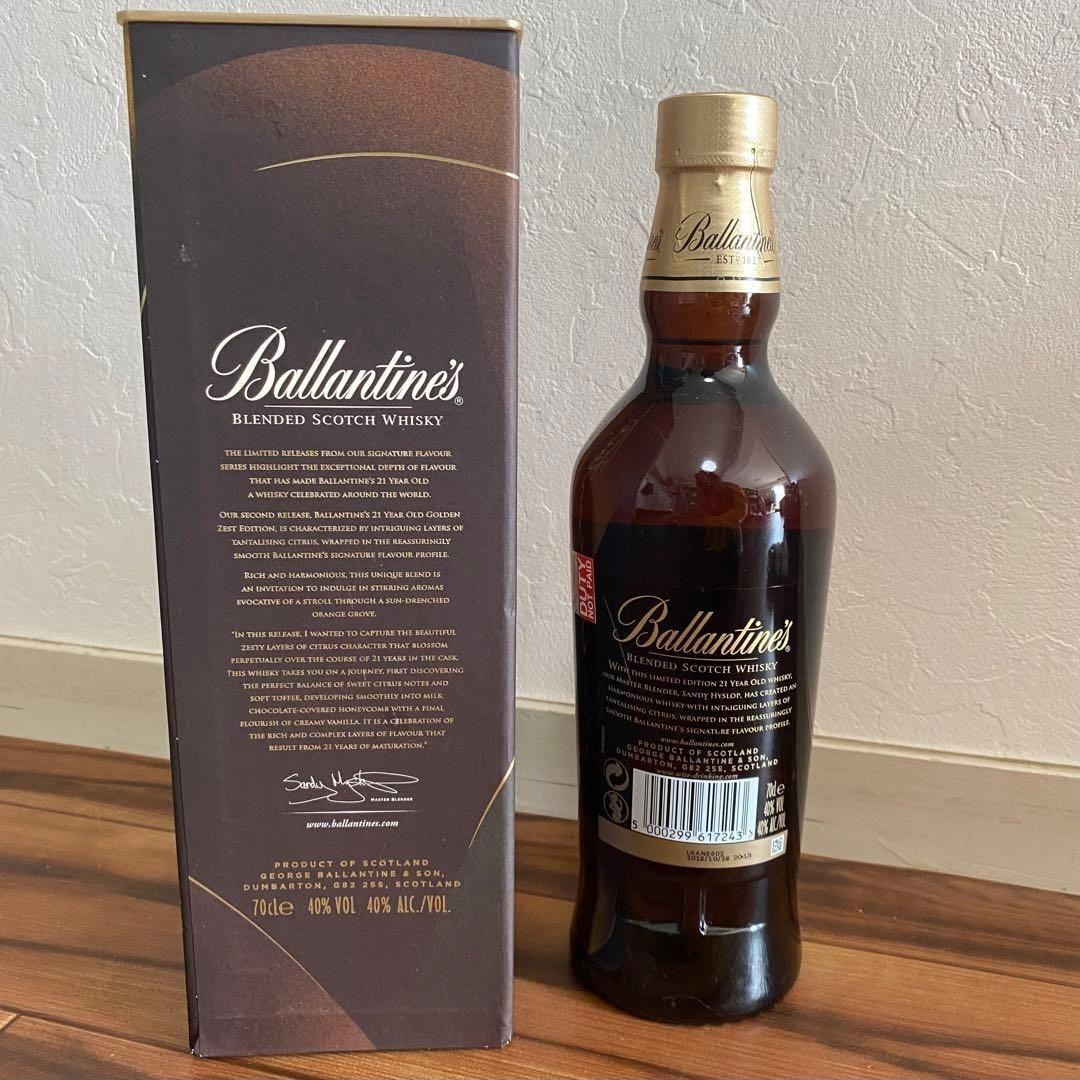 Ballantine's®
BLENDED SCOTCH WHISKY
THE LIMITED RELEASES FROM OUR SIGNATURE FLAVOUR
SERIES HIGHLIGHT THE EXCEPTIONAL DEPTH OF FLAVOUR
THAT HAS MADE BALLANTINE'S 21 YEAR OLD
A WHISKY CELEBRATED AROUND THE WORLD.
OUR SECOND RELEASE, BALLANTINE'S 21 YEAR OLD GOLDEN
ZEST EDITION, IS CHARACTERIZED BY INTRIGUING LAYERS OF
TANTALISING CITRUS, WRAPPED IN THE REASSURINGLY
SMOOTH BALLANTINE'S SIGNATURE FLAVOUR PROFILE.
RICH AND HARMONIOUS, THIS UNIQUE BLEND IS
AN INVITATION TO INDULGE IN STIRRING AROMAS
EVOCATIVE OF A STROLL THROUGH A SUN-DRENCHED
ORANGE GROVE.
"IN THIS RELEASE, I WANTED TO CAPTURE THE BEAUTIFUL
ZESTY LAYERS OF CITRUS CHARACTER THAT BLOSSOM
PERPETUALLY OVER THE COURSE OF 21 YEARS IN THE CASK.
THIS WHISKY TAKES YOU ON A JOURNEY, FIRST DISCOVERING
THE PERFECT BALANCE OF SWEET CITRUS NOTES AND
SOFT TOFFEE, DEVELOPING SMOOTHLY INTO MILK
CHOCOLATE-COVERED HONEYCOMB WITH A FINAL
FLOURISH OF CREAMY VANILLA. IT IS A CELEBRATION OF
THE RICH AND COMPLEX LAYERS OF FLAVOUR THAT
RESULT FROM 21 YEARS OF MATURATION."
MASTER BLENDER
www.ballantines.com
PRODUCT OF SCOTLAND
GEORGE BALLANTINE & SON,
DUMBARTON, G82 2SS, SCOTLAND
70cle 40% VOL 40% ALC./VOL.
Ballantine's
ESTD 1827
DUTY
NOT PAID
Ballantine's®
BLENDED SCOTCH WHISKY
WITH THIS LIMITED EDITION 21 YEAR OLD WHISKY,
OUR MASTER BLENDER, SANDY HYSLOP, HAS CREATED AN
HARMONIOUS WHISKY WITH INTRIGUING LAYERS OF
TANTALISING CITRUS, WRAPPED IN THE REASSURINGLY
SMOOTH BALLANTINE'S SIGNATURE FLAVOUR PROFILE.
www.ballantines.com
PRODUCT OF SCOTLAND
GEORGE BALLANTINE & SON,
DUMBARTON, G82 2SS, SCOTLAND
www.wise-drinking.com
70cle
40% VOL
40% ALC./VOL
5 000299 617243
LKAN5602
2018/10/26 20:15